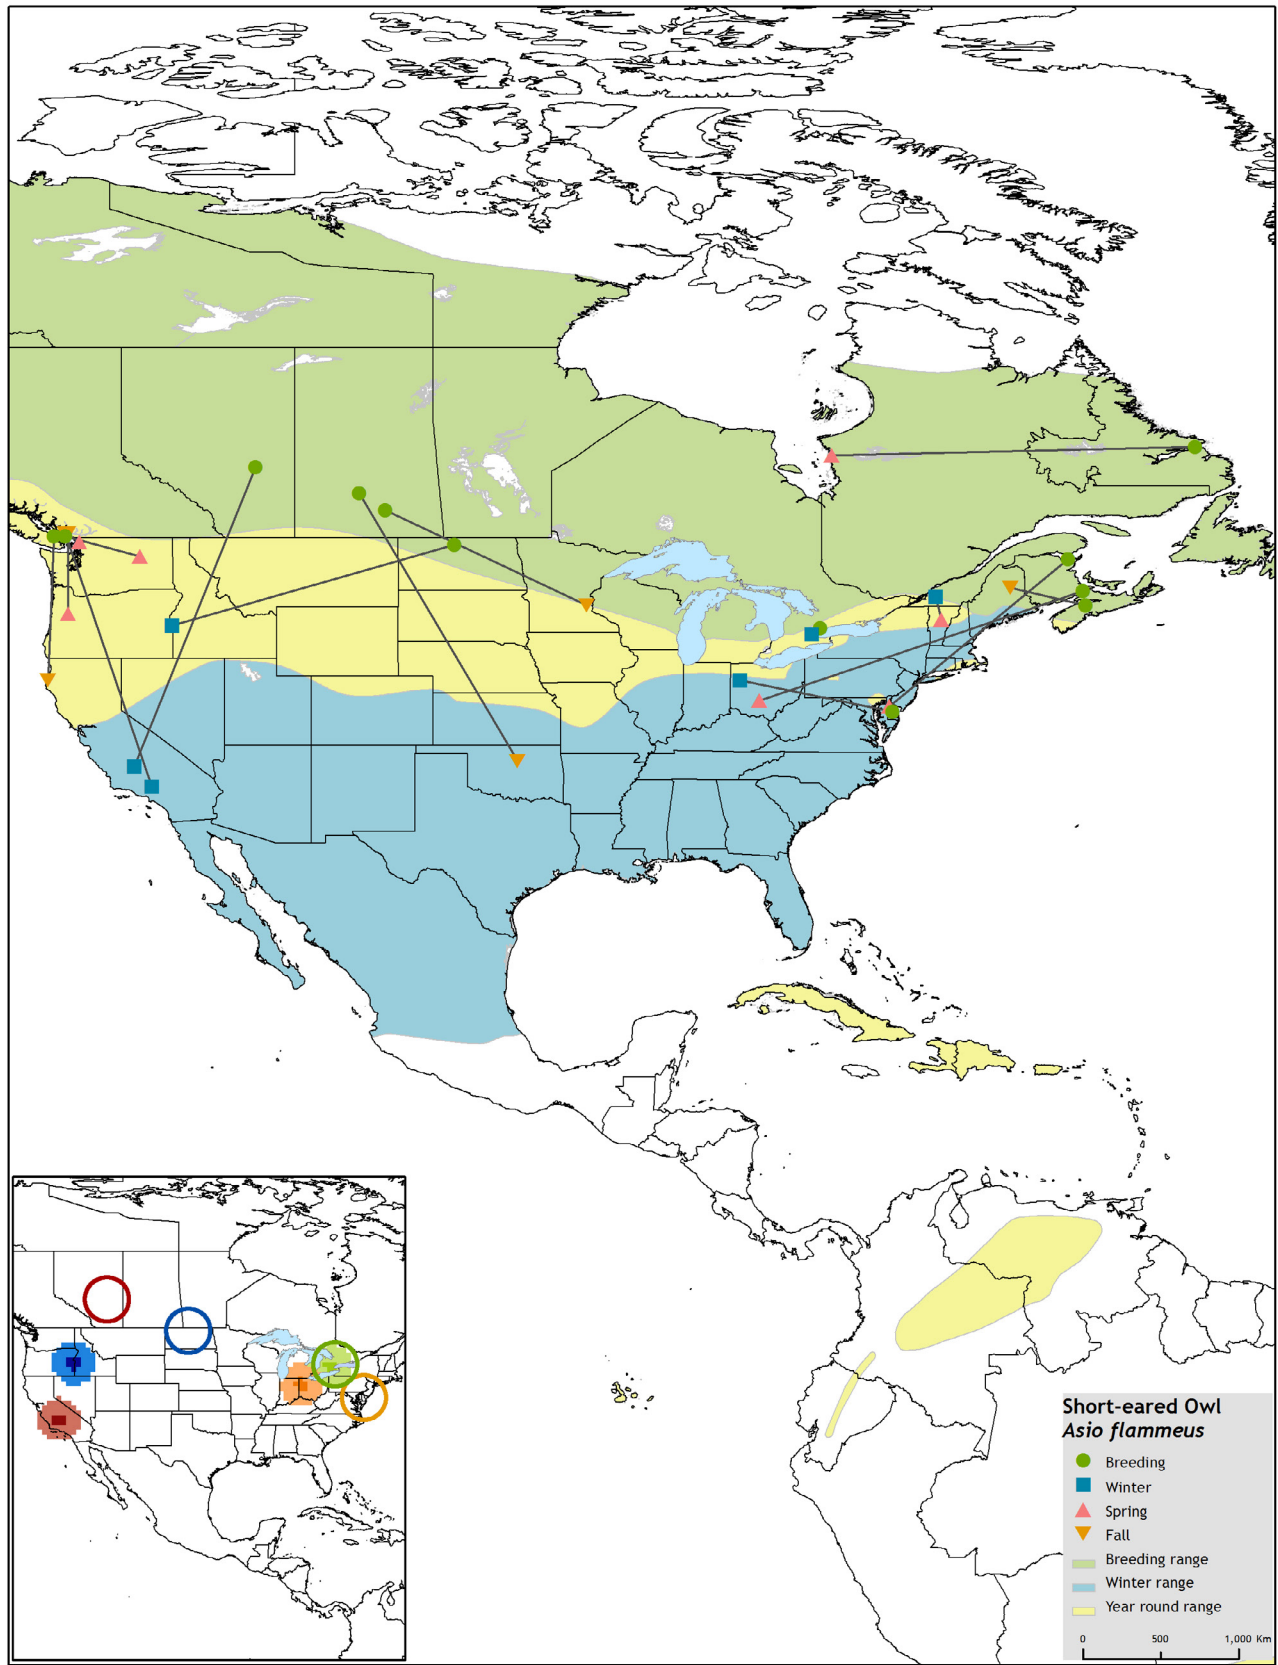 Short-eared Owl
Asio flammeus
Breeding
Winter
Spring
Fall
Breeding range
Winter range
Year round range
0 500 1,000 Km